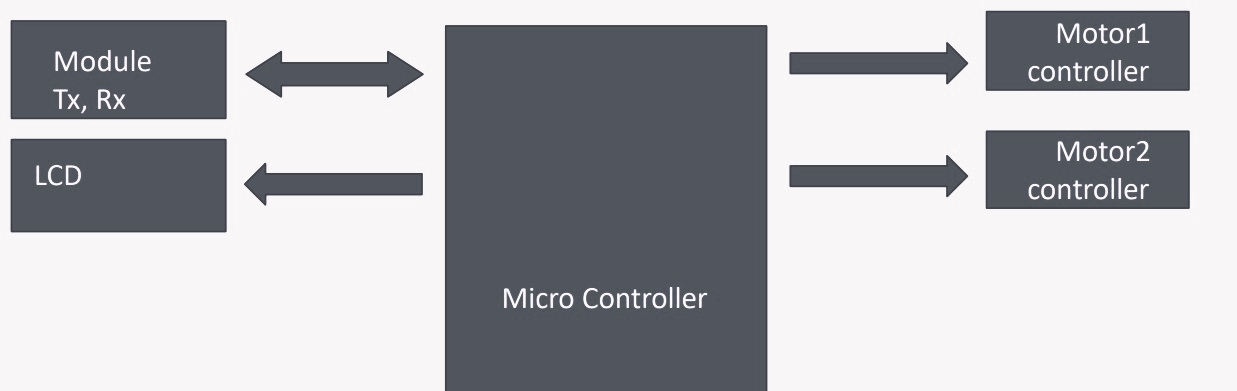 Module
Tx, Rx
LCD
Micro Controller
Motor1
controller
Motor2
controller